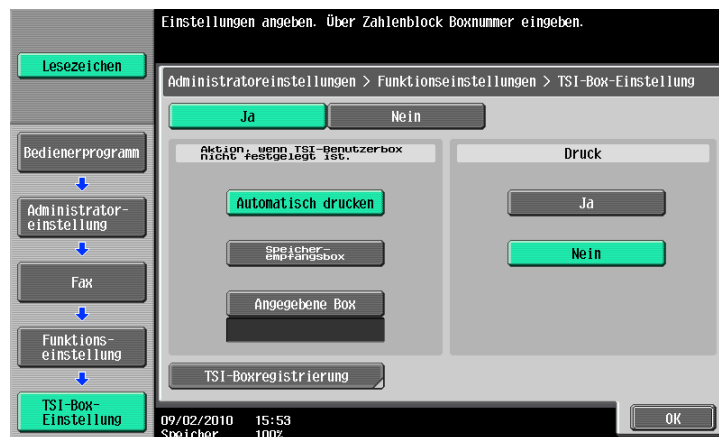 Einstellungen angeben. Über Zahlenblock Boxnummer eingeben.
Lesezeichen
Administratoreinstellungen > Funktionseinstellungen > TSI-Box-Einstellung
Ja
Nein
Bedienerprogramm
Administrator-
einstellung
Fax
Funktions-
einstellung
TSI-Box-
Einstellung
Aktion, wenn TSI-Benutzerbox
nicht festgelegt ist.
Automatisch drucken
Speicher-
empfangsbox
Angegebene Box
Druck
Ja
Nein
TSI-Boxregistrierung
09/02/2010 15:53
Speicher 100%
OK